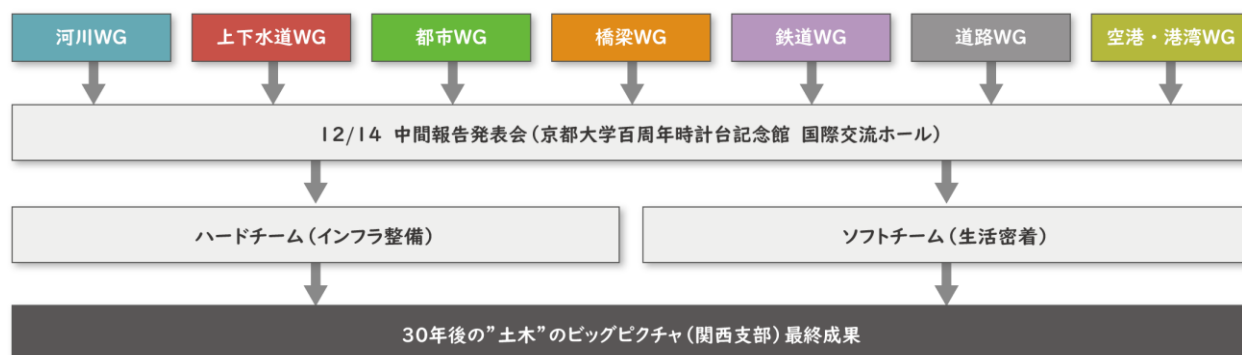 河川WG
上下水道WG
都市WG
橋梁WG
鉄道WG
道路WG
空港・港湾WG
12/14 中間報告発表会(京都大学百周年時計台記念館 国際交流ホール)
ハードチーム(インフラ整備)
ソフトチーム(生活密着)
30年後の”土木”のビッグピクチャ(関西支部)最終成果